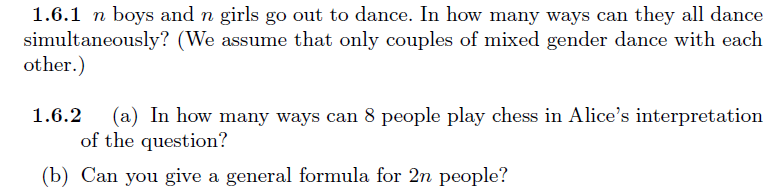 1.6.1 n boys and n girls go out to dance. In how many ways can they all dance
simultaneously? (We assume that only couples of mixed gender dance with each
other.)
1.6.2 (a) In how many ways can 8 people play chess in Alice's interpretation
of the question?
(b) Can you give a general formula for 2n people?